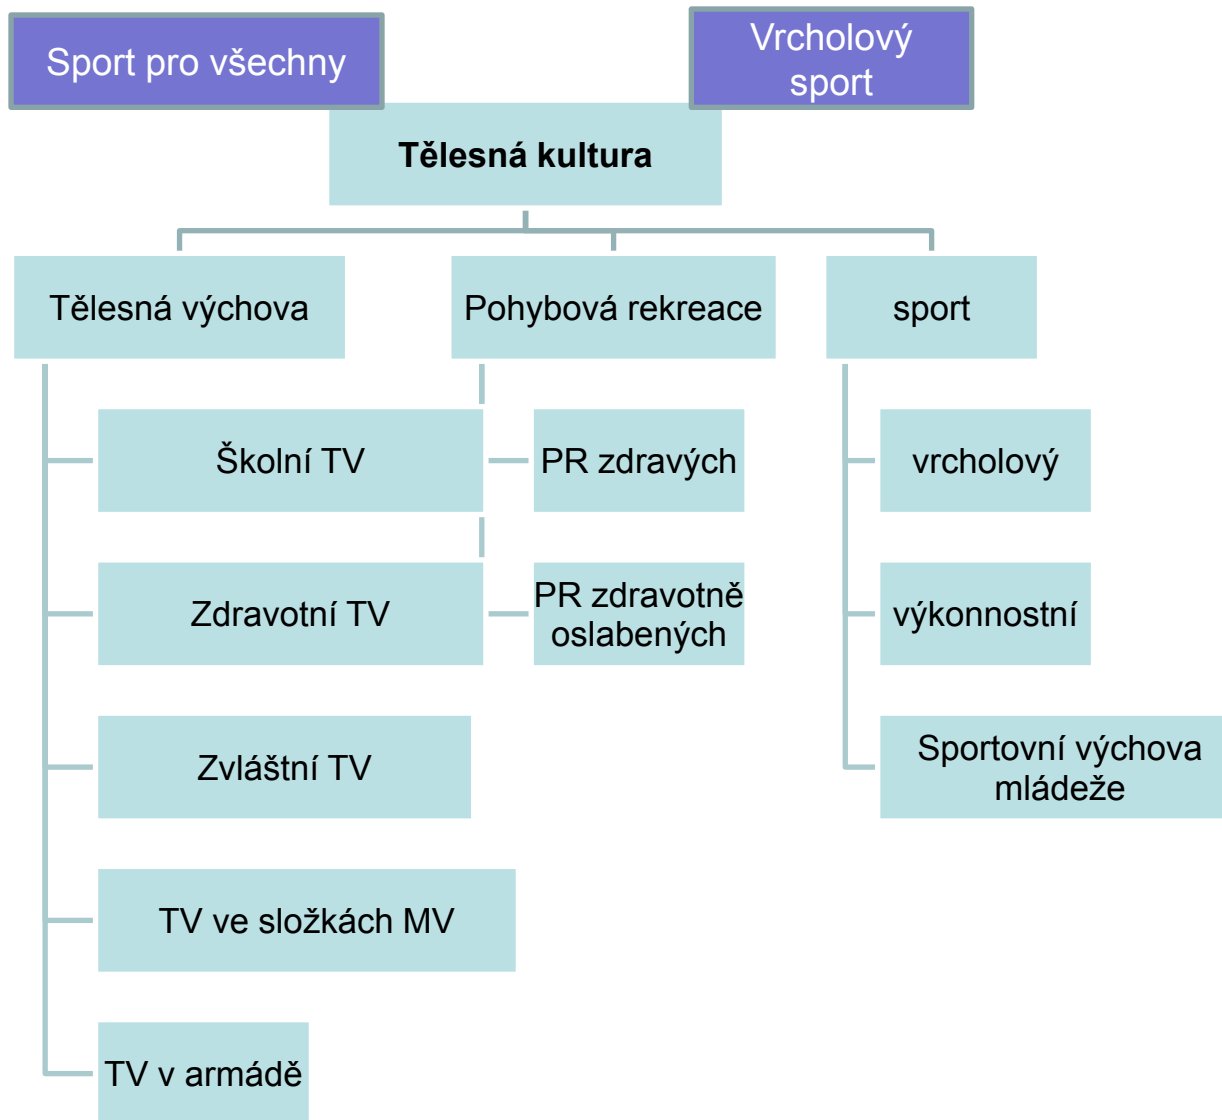 Sport pro všechny
Vrcholový
sport
Tělesná kultura
Tělesná výchova
Pohybová rekreace
sport
Školní TV
PR zdravých
vrcholový
Zdravotní TV
PR zdravotně
oslabených
výkonnostní
Zvláštní TV
Sportovní výchova
mládeže
TV ve složkách MV
TV v armádě